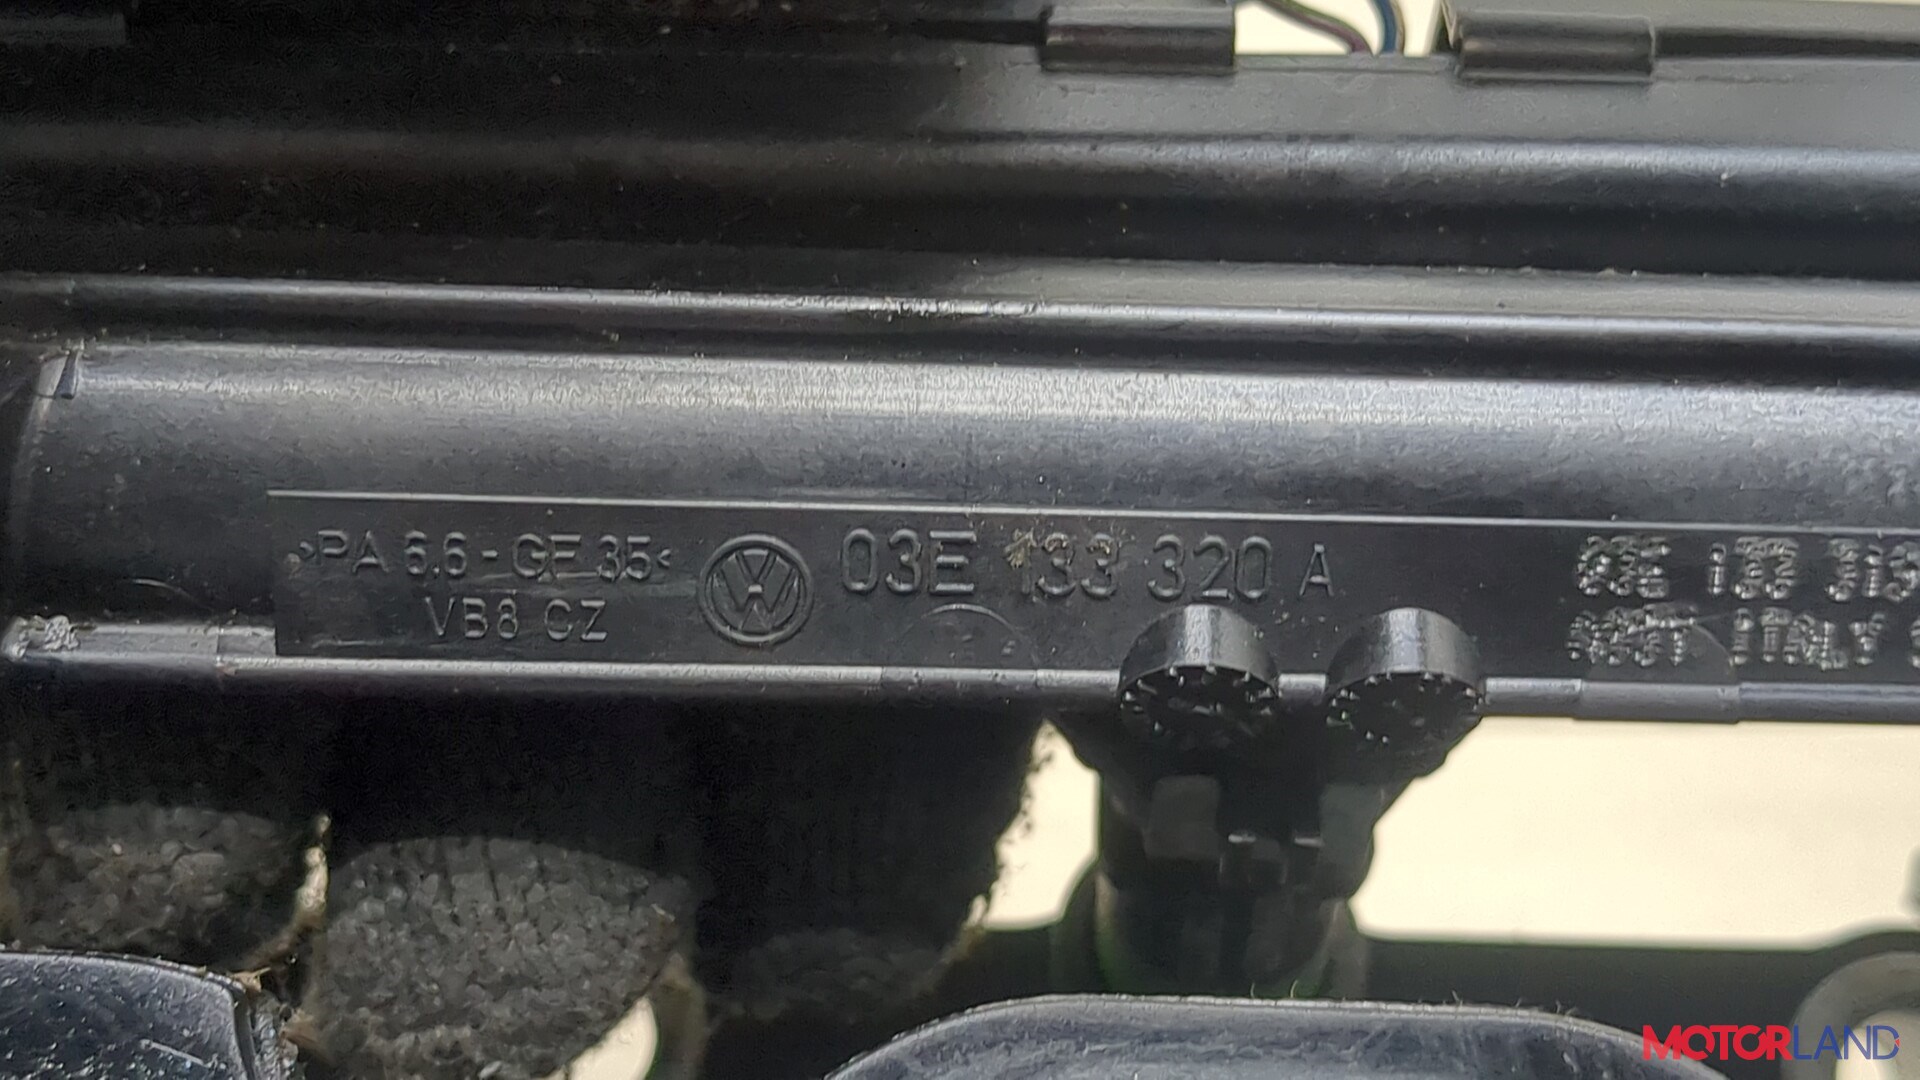 >PA 6.6-GF 35<
VB8 CZ
03E 133 320 A
MOTORLAND